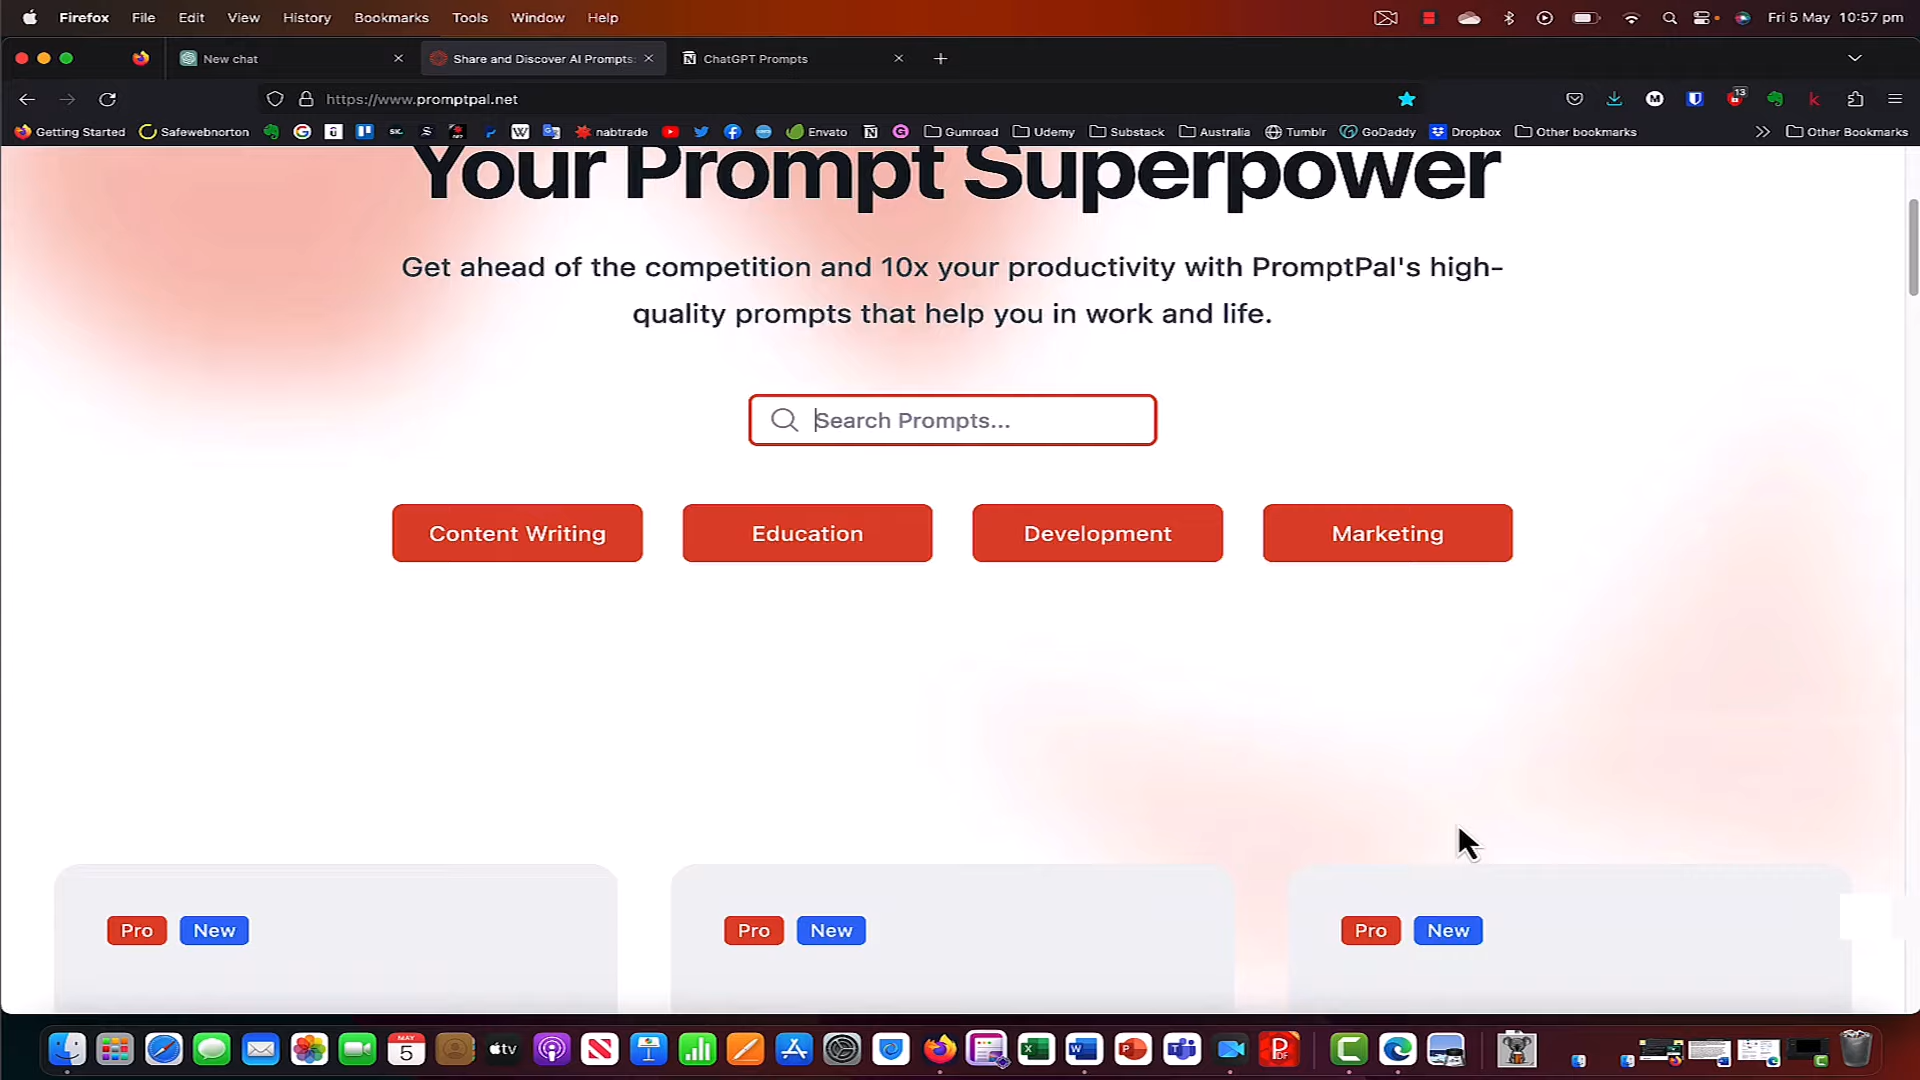 Firefox File Edit View History Bookmarks Tools Window Help Fri 5 May 10:57 pm
New chat Share and Discover AI Prompts: ChatGPT Prompts
https://www.promptpal.net 13
Getting Started Safewebnorton nabtrade Envato Gumroad Udemy Substack Australia Tumblr GoDaddy Dropbox Other bookmarks Other Bookmarks
Your Prompt Superpower
Get ahead of the competition and 10x your productivity with PromptPal's high-
quality prompts that help you in work and life.
Search Prompts...
Content Writing Education Development Marketing
Pro New Pro New Pro New
MAY
5
tv